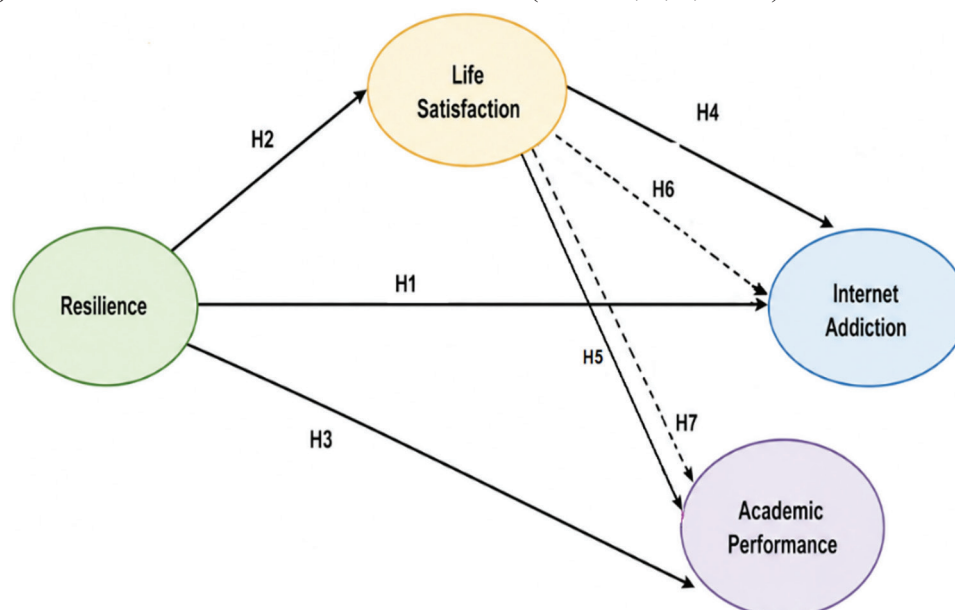 Life
Satisfaction
H4
H2
H6
Resilience
H1
Internet
Addiction
H5
H7
H3
Academic
Performance